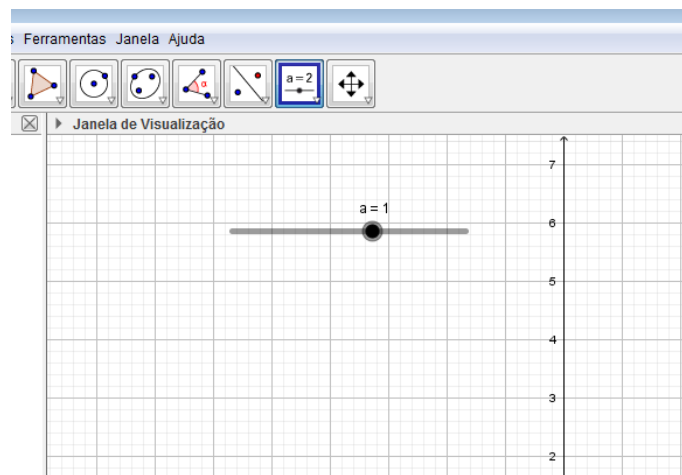 s Ferramentas Janela Ajuda
α
a=2
Janela de Visualização
7
a = 1
6
5
4
3
2